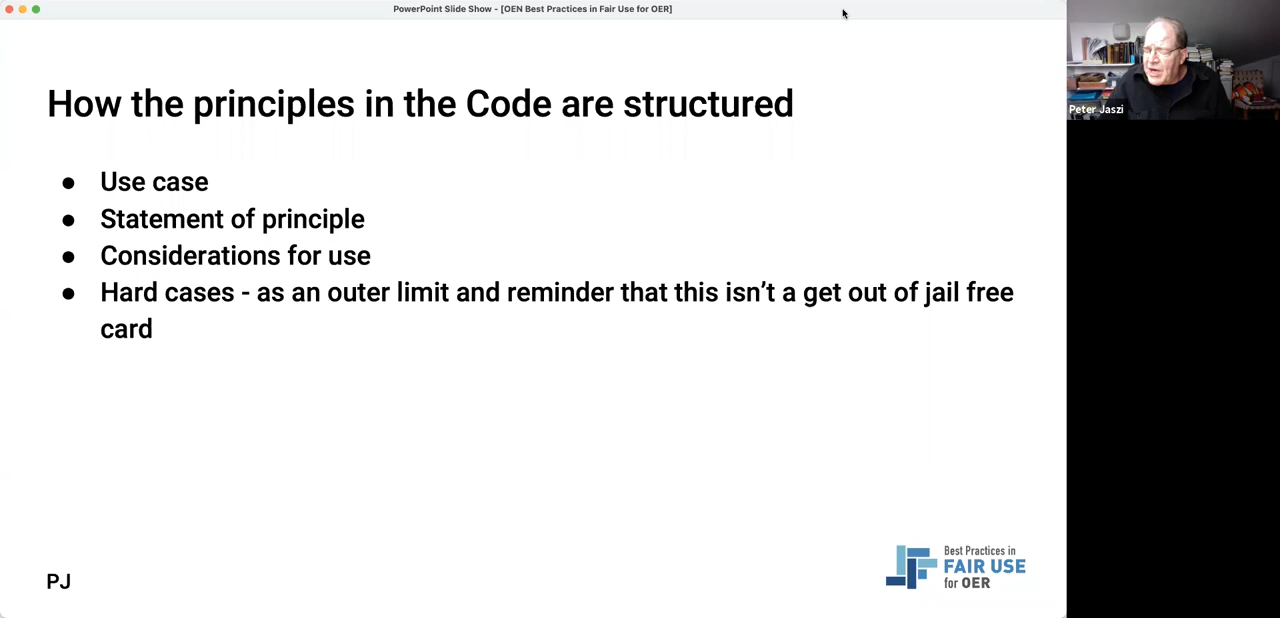 PowerPoint Slide Show - [OEN Best Practices in Fair Use for OER]
How the principles in the Code are structured
● Use case
● Statement of principle
● Considerations for use
● Hard cases - as an outer limit and reminder that this isn't a get out of jail free
card
PJ
Best Practices in
FAIR USE
for OER
Peter Jaszi